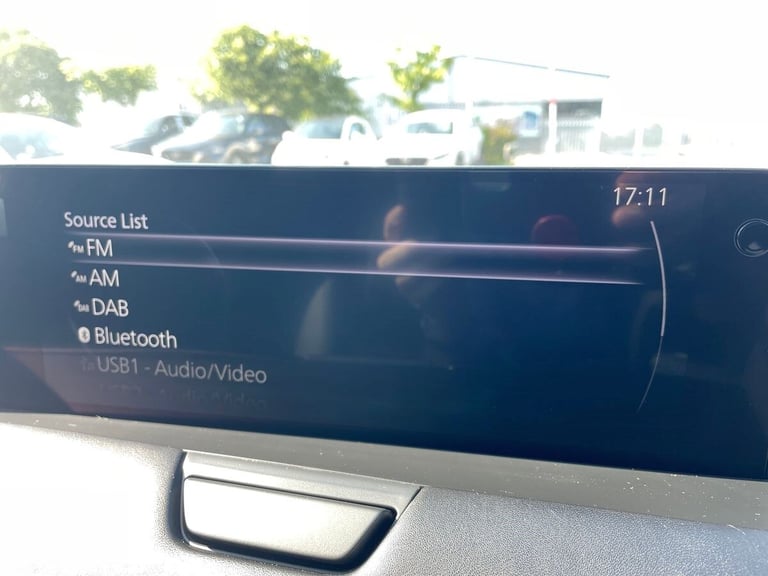 17:11
Source List
FM FM
AM AM
DAB DAB
Bluetooth
USB1 - Audio/Video